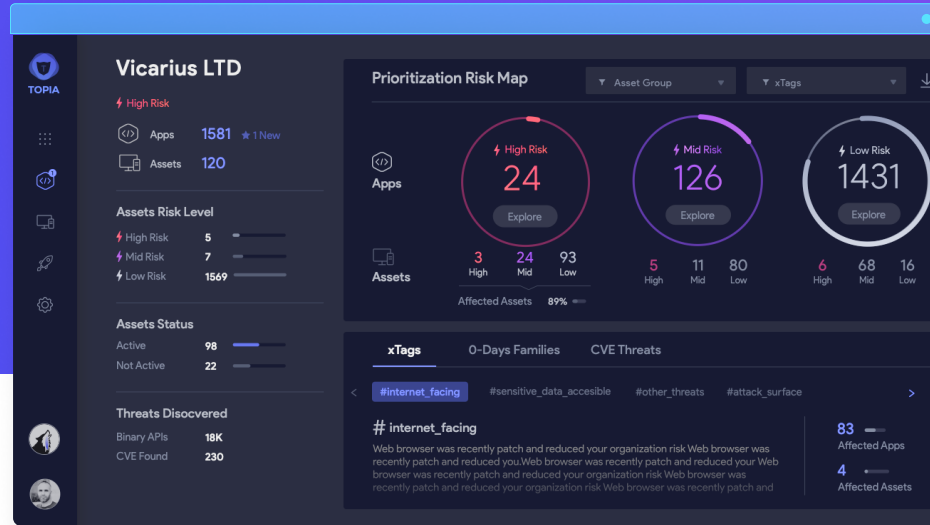 TOPIA
Vicarius LTD
High Risk
Apps 1581 ★ 1 New
Assets 120
Assets Risk Level
High Risk 5
Mid Risk 7
Low Risk 1569
Assets Status
Active 98
Not Active 22
Threats Disocvered
Binary APIs 18K
CVE Found 230
Prioritization Risk Map
Asset Group
xTags
Apps
High Risk
24
Explore
Mid Risk
126
Explore
Low Risk
1431
Explore
Assets
3 24 93
High Mid Low
Affected Assets 89%
5 11 80
High Mid Low
6 68 16
High Mid Low
xTags 0-Days Families CVE Threats
< #internet_facing #sensitive_data_accesible #other_threats #attack_surface >
# internet_facing
Web browser was recently patch and reduced your organization risk Web browser was
recently patch and reduced you.Web browser was recently patch and reduced your Web
browser was recently patch and reduced your organization risk Web browser was
recently patch and reduced your organization risk Web browser was recently patch and
83
Affected Apps
4
Affected Assets